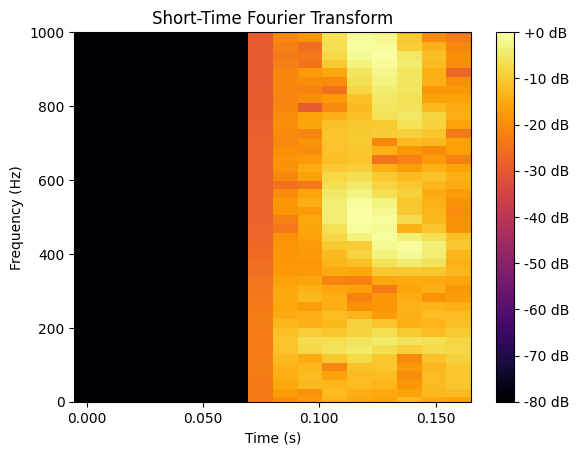 Short-Time Fourier Transform
1000
800
600
400
200
0
Frequency (Hz)
0.000
0.050
0.100
0.150
Time (s)
+0 dB
-10 dB
-20 dB
-30 dB
-40 dB
-50 dB
-60 dB
-70 dB
-80 dB